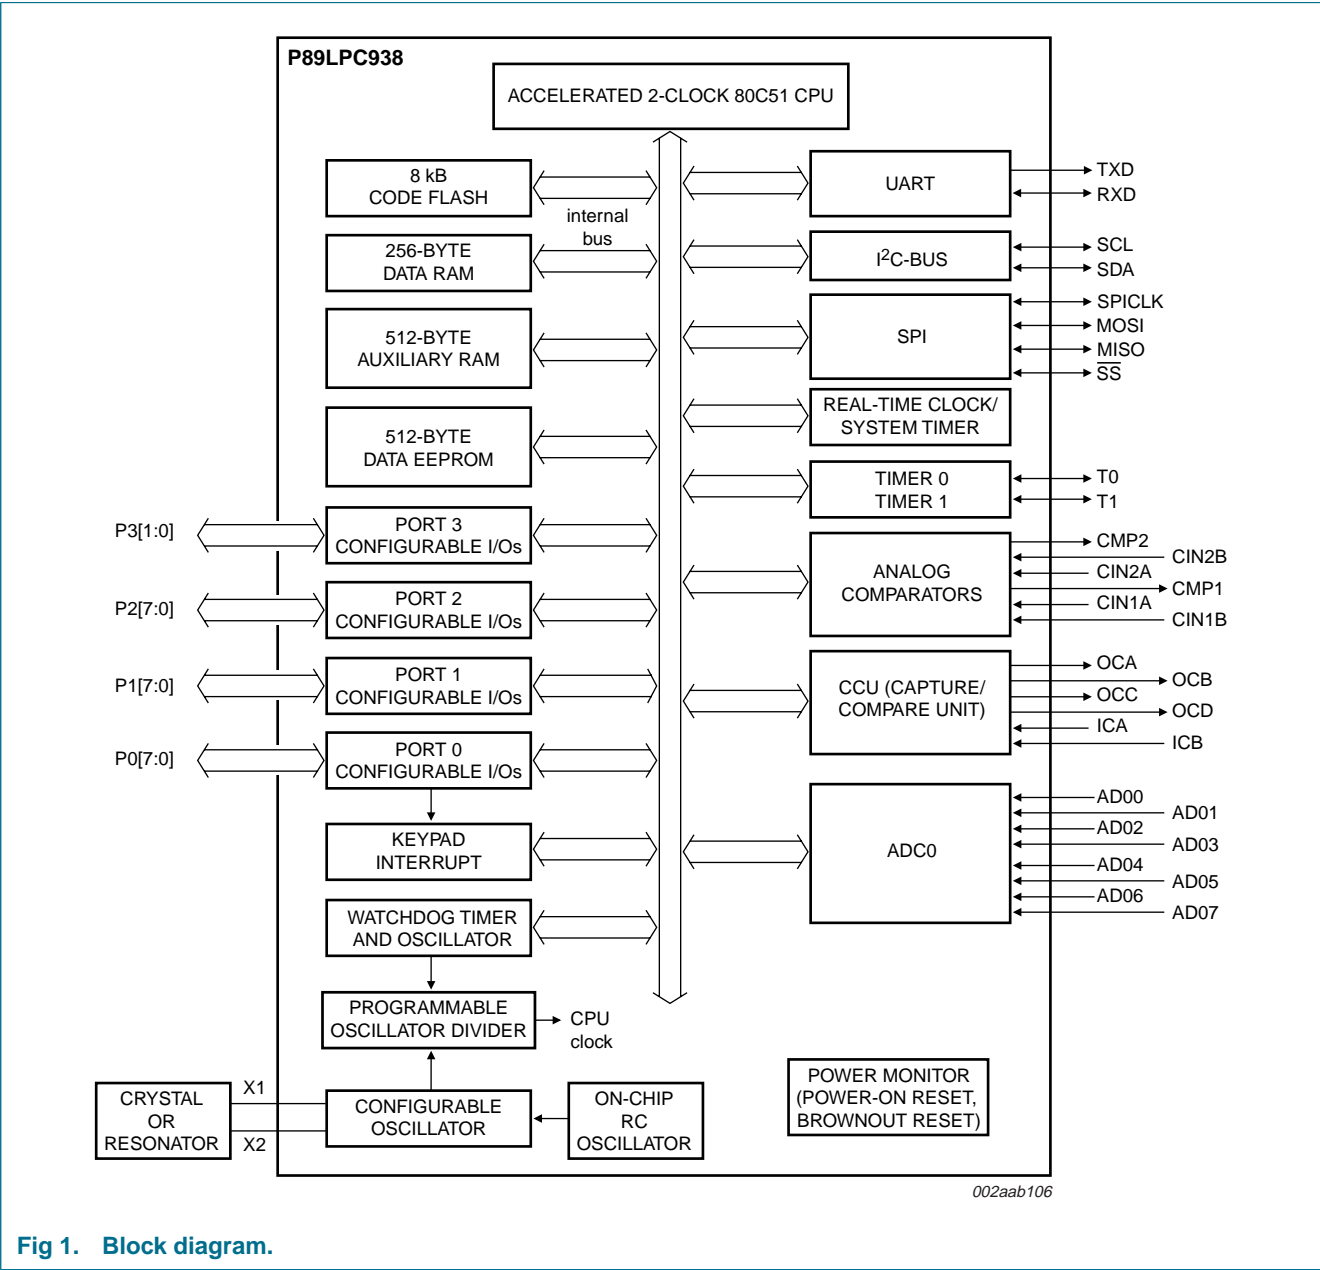 P89LPC938
ACCELERATED 2-CLOCK 80C51 CPU
8 kB
CODE FLASH
internal
bus
256-BYTE
DATA RAM
512-BYTE
AUXILIARY RAM
512-BYTE
DATA EEPROM
P3[1:0]
PORT 3
CONFIGURABLE I/Os
P2[7:0]
PORT 2
CONFIGURABLE I/Os
P1[7:0]
PORT 1
CONFIGURABLE I/Os
P0[7:0]
PORT 0
CONFIGURABLE I/Os
KEYPAD
INTERRUPT
WATCHDOG TIMER
AND OSCILLATOR
PROGRAMMABLE
OSCILLATOR DIVIDER
CPU
clock
CRYSTAL
OR
RESONATOR
X1
X2
CONFIGURABLE
OSCILLATOR
ON-CHIP
RC
OSCILLATOR
UART
TXD
RXD
I2C-BUS
SCL
SDA
SPI
SPICLK
MOSI
MISO
SS
REAL-TIME CLOCK/
SYSTEM TIMER
TIMER 0
TIMER 1
T0
T1
ANALOG
COMPARATORS
CMP2
CIN2B
CIN2A
CMP1
CIN1A
CIN1B
CCU (CAPTURE/
COMPARE UNIT)
OCA
OCB
OCC
OCD
ICA
ICB
ADC0
AD00
AD01
AD02
AD03
AD04
AD05
AD06
AD07
POWER MONITOR
(POWER-ON RESET,
BROWNOUT RESET)
002aab106
Fig 1. Block diagram.